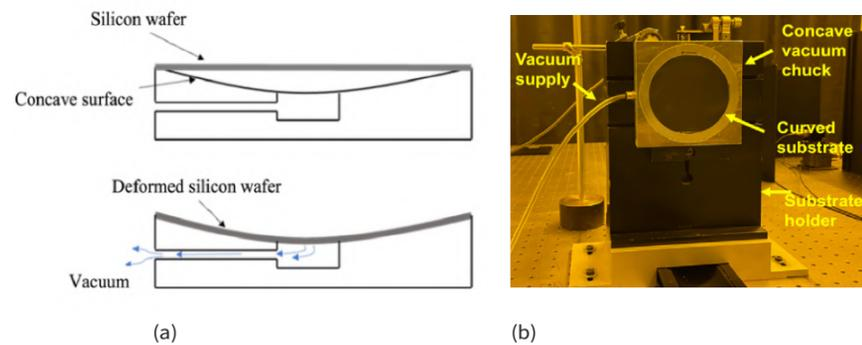 Silicon wafer
Concave surface
Deformed silicon wafer
Vacuum
(a)
Vacuum
supply
Concave
vacuum
chuck
Curved
substrate
Substrate
holder
(b)